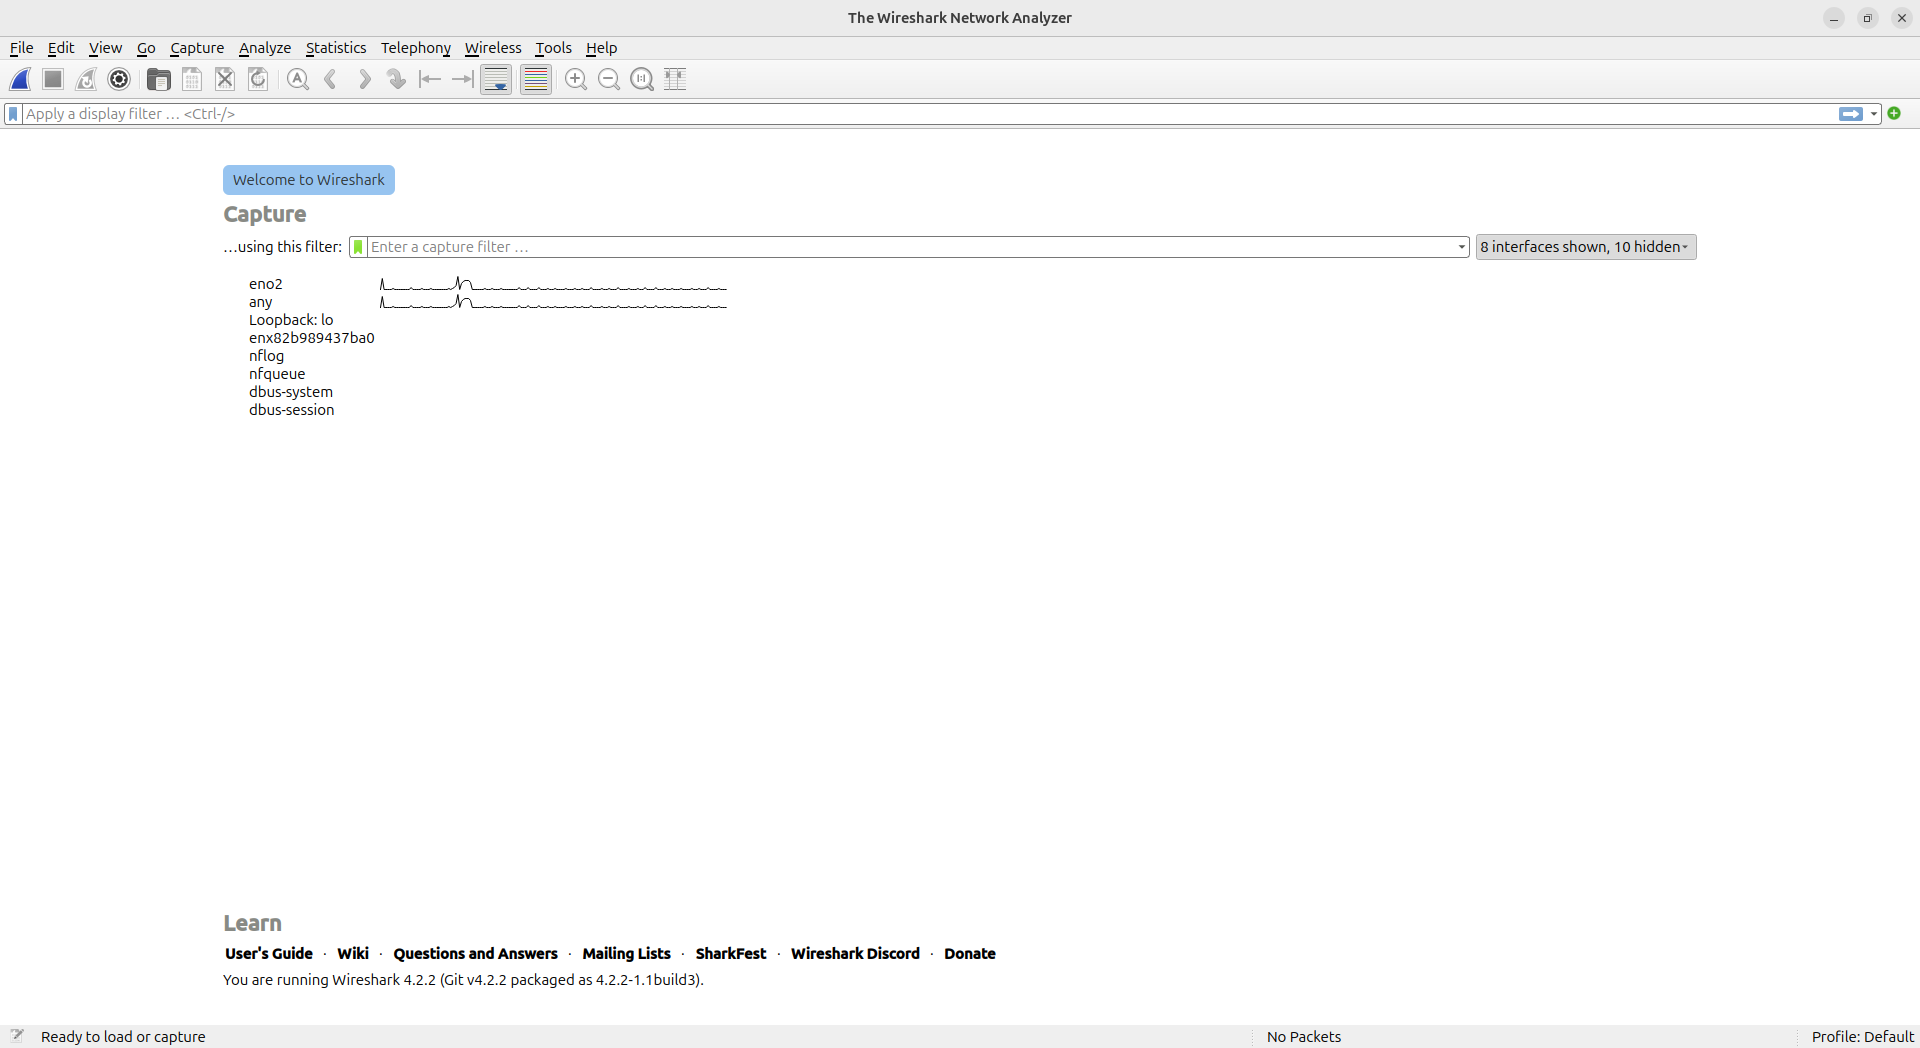 The Wireshark Network Analyzer
File Edit View Go Capture Analyze Statistics Telephony Wireless Tools Help
Apply a display filter … <Ctrl-/>
Welcome to Wireshark
Capture
…using this filter: Enter a capture filter … 8 interfaces shown, 10 hidden
eno2
any
Loopback: lo
enx82b989437ba0
nflog
nfqueue
dbus-system
dbus-session
Learn
User's Guide · Wiki · Questions and Answers · Mailing Lists · SharkFest · Wireshark Discord · Donate
You are running Wireshark 4.2.2 (Git v4.2.2 packaged as 4.2.2-1.1build3).
Ready to load or capture No Packets Profile: Default